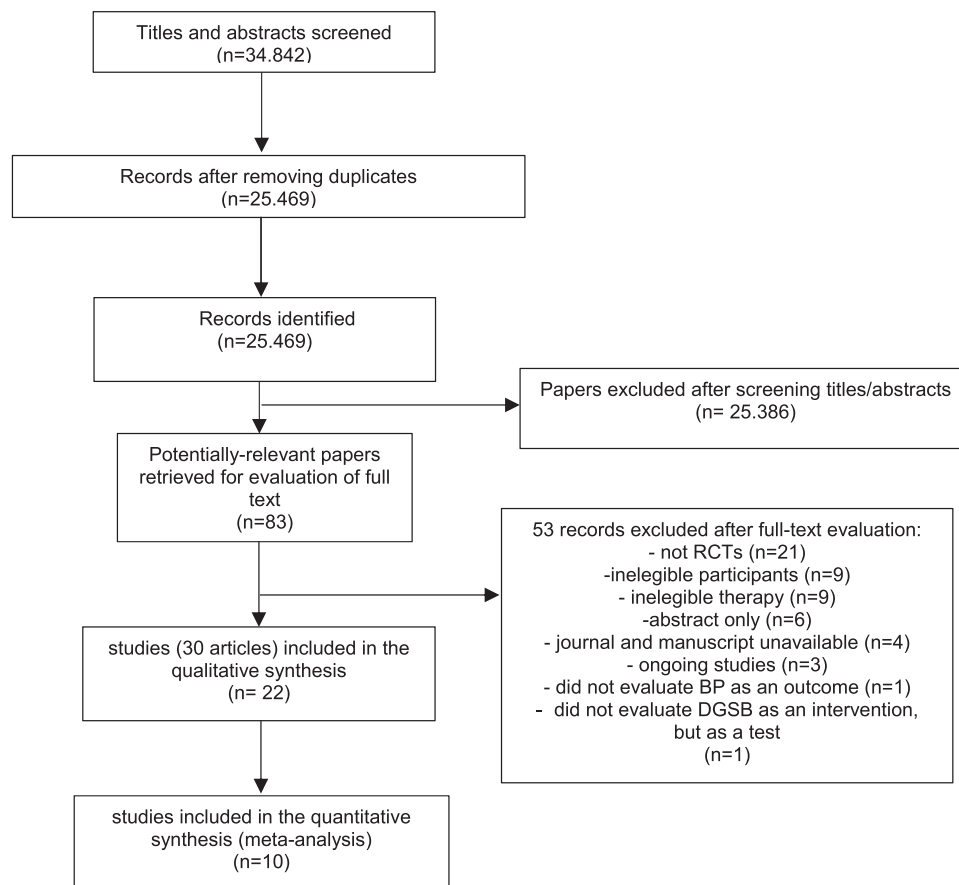 Titles and abstracts screened
(n=34.842)
Records after removing duplicates
(n=25.469)
Records identified
(n=25.469)
Papers excluded after screening titles/abstracts
(n= 25.386)
Potentially-relevant papers
retrieved for evaluation of full
text
(n=83)
53 records excluded after full-text evaluation:
- not RCTs (n=21)
-inelegible participants (n=9)
- inelegible therapy (n=9)
-abstract only (n=6)
- journal and manuscript unavailable (n=4)
- ongoing studies (n=3)
- did not evaluate BP as an outcome (n=1)
- did not evaluate DGSB as an intervention,
but as a test
(n=1)
studies (30 articles) included in the
qualitative synthesis
(n= 22)
studies included in the quantitative
synthesis (meta-analysis)
(n=10)